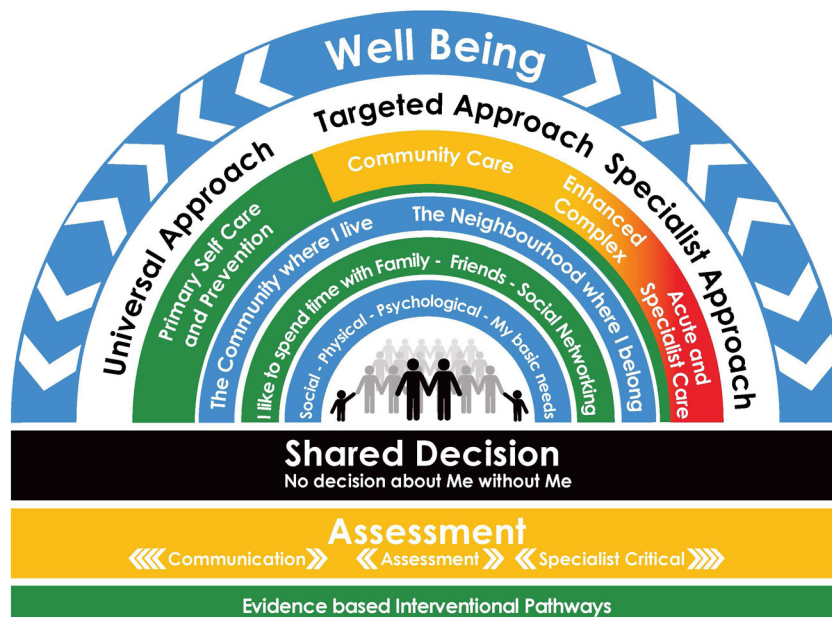 Well Being
Universal Approach
Targeted Approach
Specialist Approach
Primary Self Care
and Prevention
Community Care
Enhanced
Complex
Acute and
Specialist Care
The Community where I live
The Neighbourhood where I belong
I like to spend time with Family - Friends - Social Networking
Social - Physical - Psychological - My basic needs
Shared Decision
No decision about Me without Me
Assessment
Communication
Assessment
Specialist Critical
Evidence based Interventional Pathways